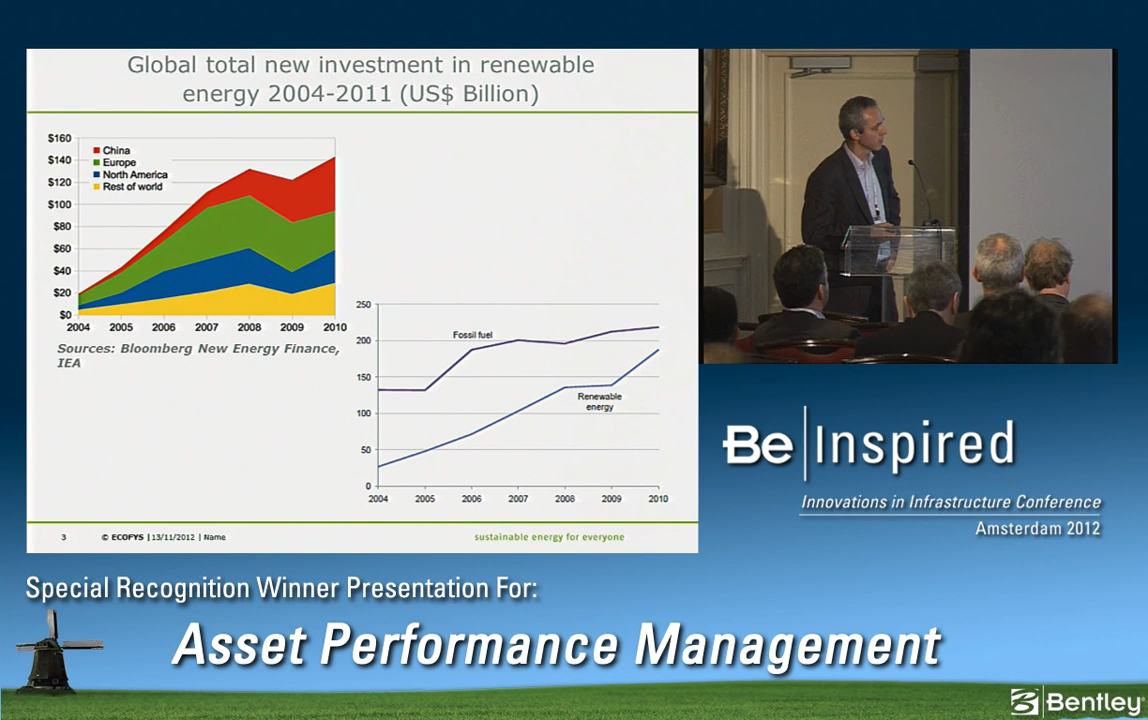 Global total new investment in renewable
energy 2004-2011 (US$ Billion)
$160
$140
$120
$100
$80
$60
$40
$20
$0
China
Europe
North America
Rest of world
2004 2005 2006 2007 2008 2009 2010
Sources: Bloomberg New Energy Finance,
IEA
250
200
150
100
50
0
Fossil fuel
Renewable
energy
2004 2005 2006 2007 2008 2009 2010
3 © ECOFYS | 13/11/2012 | Name
sustainable energy for everyone
Be Inspired
Innovations in Infrastructure Conference
Amsterdam 2012
Special Recognition Winner Presentation For:
Asset Performance Management
Bentley